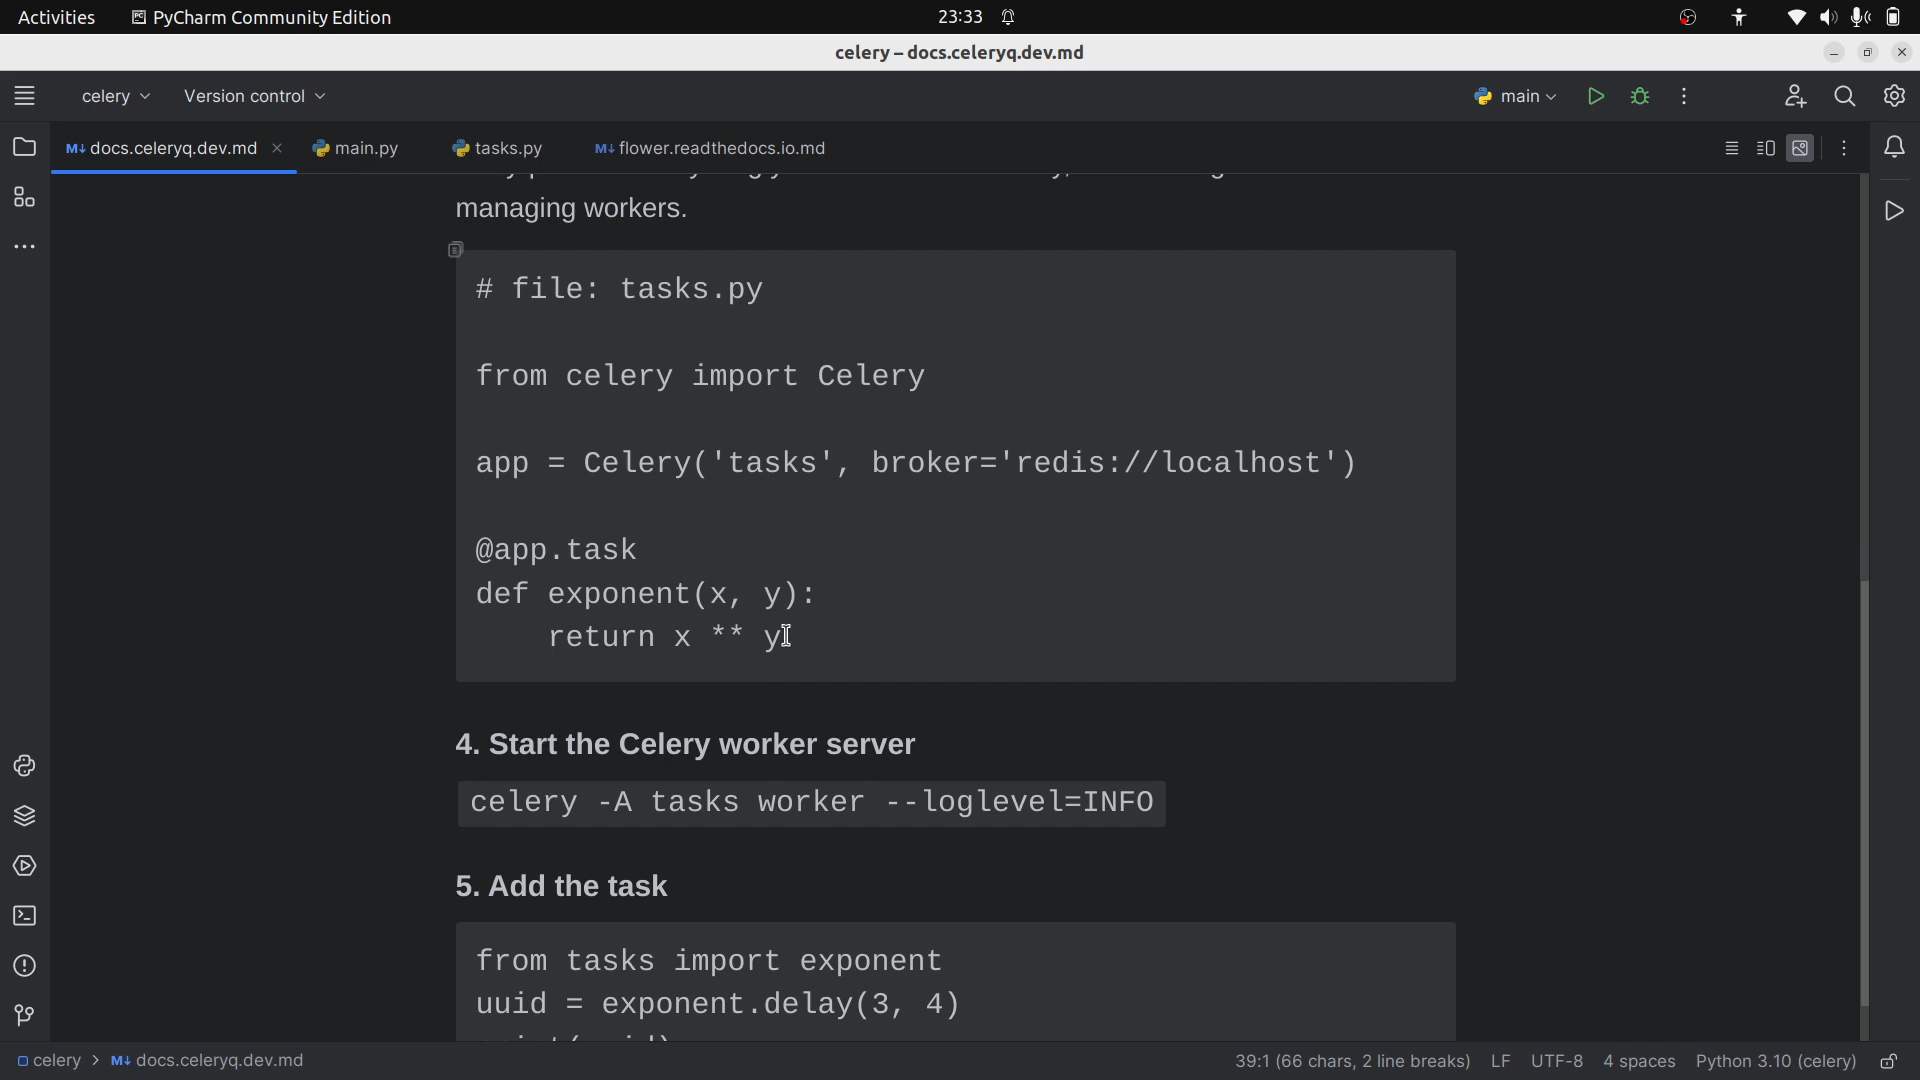 Activities PyCharm Community Edition 23:33
celery – docs.celeryq.dev.md
celery Version control main
docs.celeryq.dev.md main.py tasks.py flower.readthedocs.io.md
managing workers.
# file: tasks.py
from celery import Celery
app = Celery('tasks', broker='redis://localhost')
@app.task
def exponent(x, y):
    return x ** y
4. Start the Celery worker server
celery -A tasks worker --loglevel=INFO
5. Add the task
from tasks import exponent
uuid = exponent.delay(3, 4)
celery > docs.celeryq.dev.md 39:1 (66 chars, 2 line breaks) LF UTF-8 4 spaces Python 3.10 (celery)